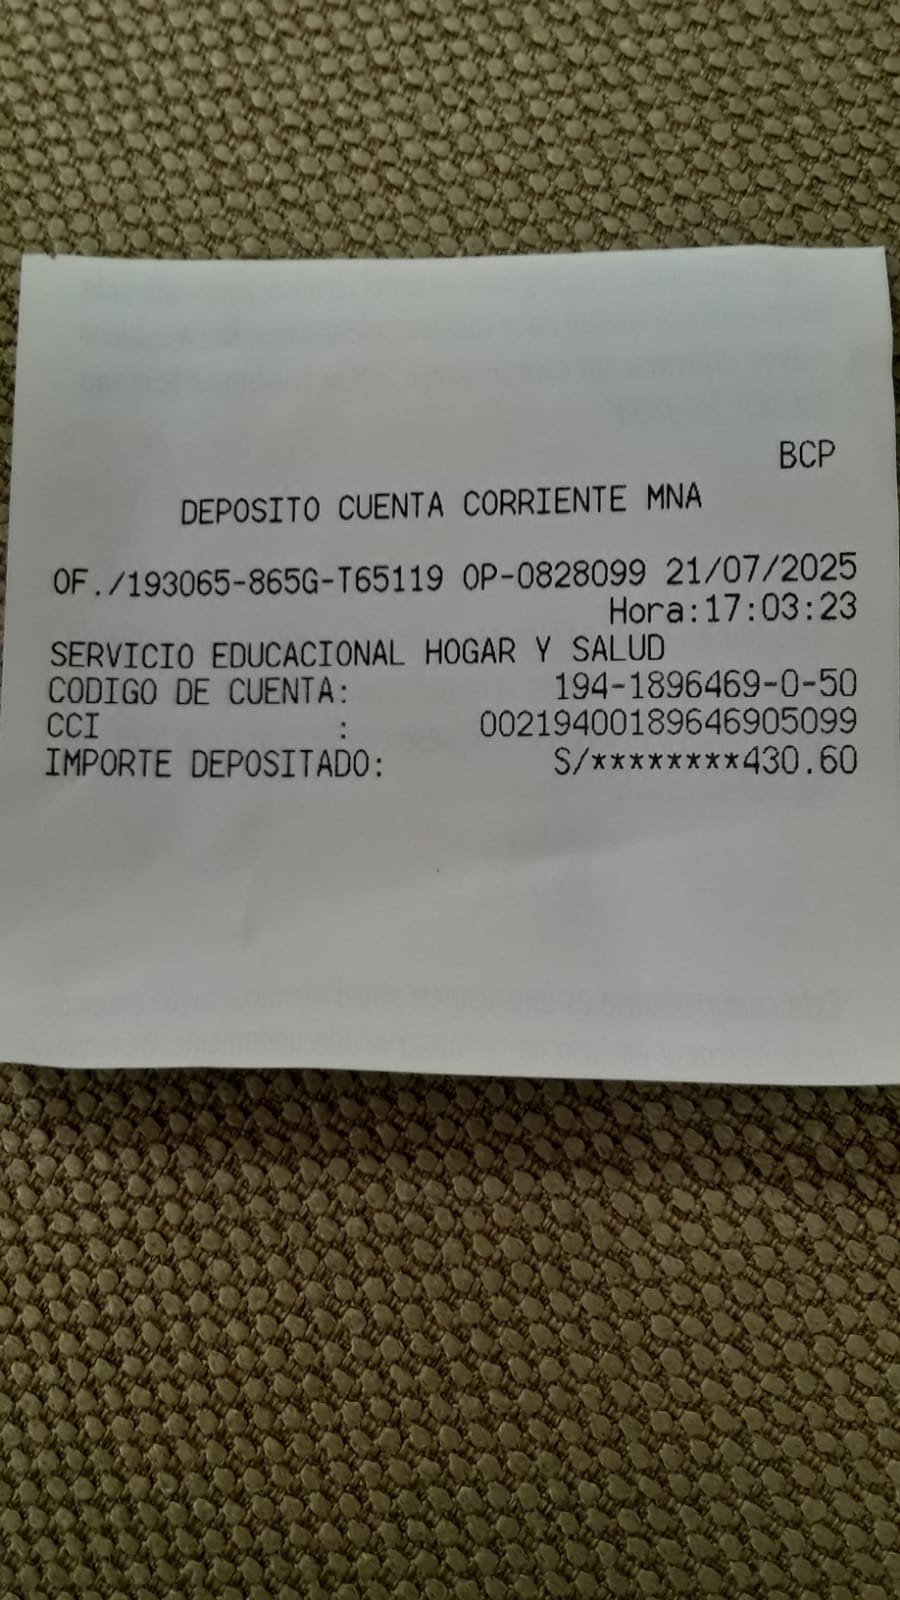 BCP
DEPOSITO CUENTA CORRIENTE MNA
OF./193065-865G-T65119 OP-0828099 21/07/2025
Hora:17:03:23
SERVICIO EDUCACIONAL HOGAR Y SALUD
CODIGO DE CUENTA: 194-1896469-0-50
CCI : 00219400189646905099
IMPORTE DEPOSITADO: S/********430.60